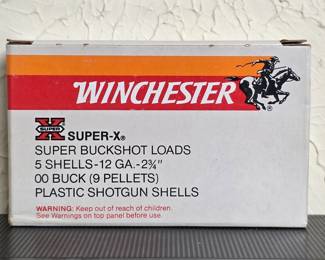 WINCHESTER®
SUPER X SUPER-X®
SUPER BUCKSHOT LOADS
5 SHELLS-12 GA.-2¾"
00 BUCK (9 PELLETS)
PLASTIC SHOTGUN SHELLS
WARNING: Keep out of reach of children.
See Warnings on top panel before use.